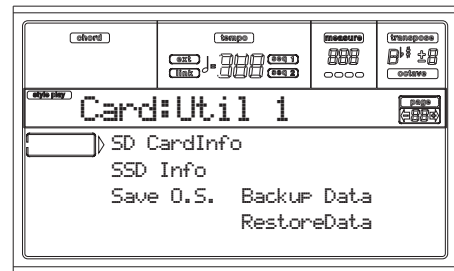 chord tempo measure transpose
ext seq 1
link seq 2
octave
style play
Card:Util 1
page
SD CardInfo
SSD Info
Save O.S. Backup Data
RestoreData